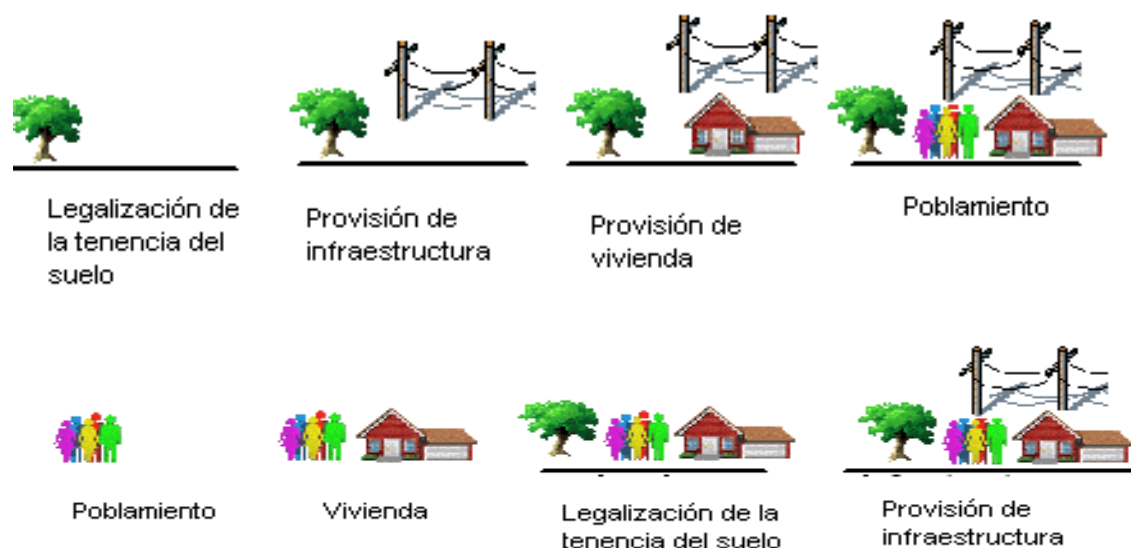 Legalización de
la tenencia del
suelo
Provisión de
infraestructura
Provisión de
vivienda
Poblamiento
Poblamiento
Vivienda
Legalización de la
tenencia del suelo
Provisión de
infraestructura